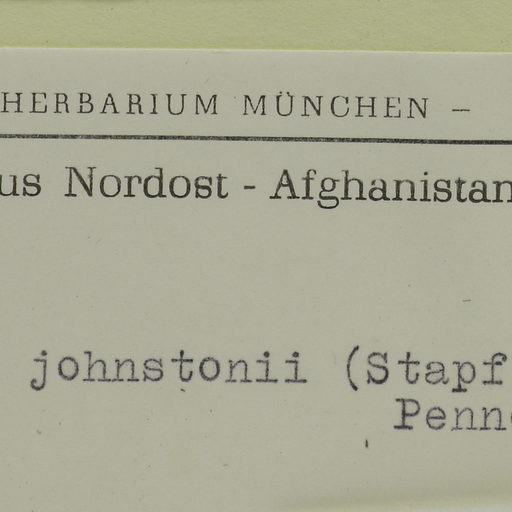 HERBARIUM MÜNCHEN –
us Nordost - Afghanistan
johnstonii (Stapf
Penn